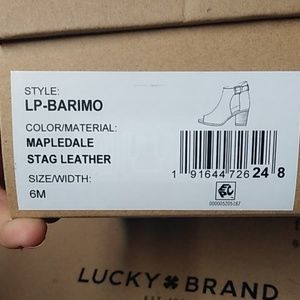 STYLE:
LP-BARIMO
COLOR/MATERIAL:
MAPLEDALE
STAG LEATHER
SIZE/WIDTH:
6M
1 91644 726 24 8
LUCKY BRAND